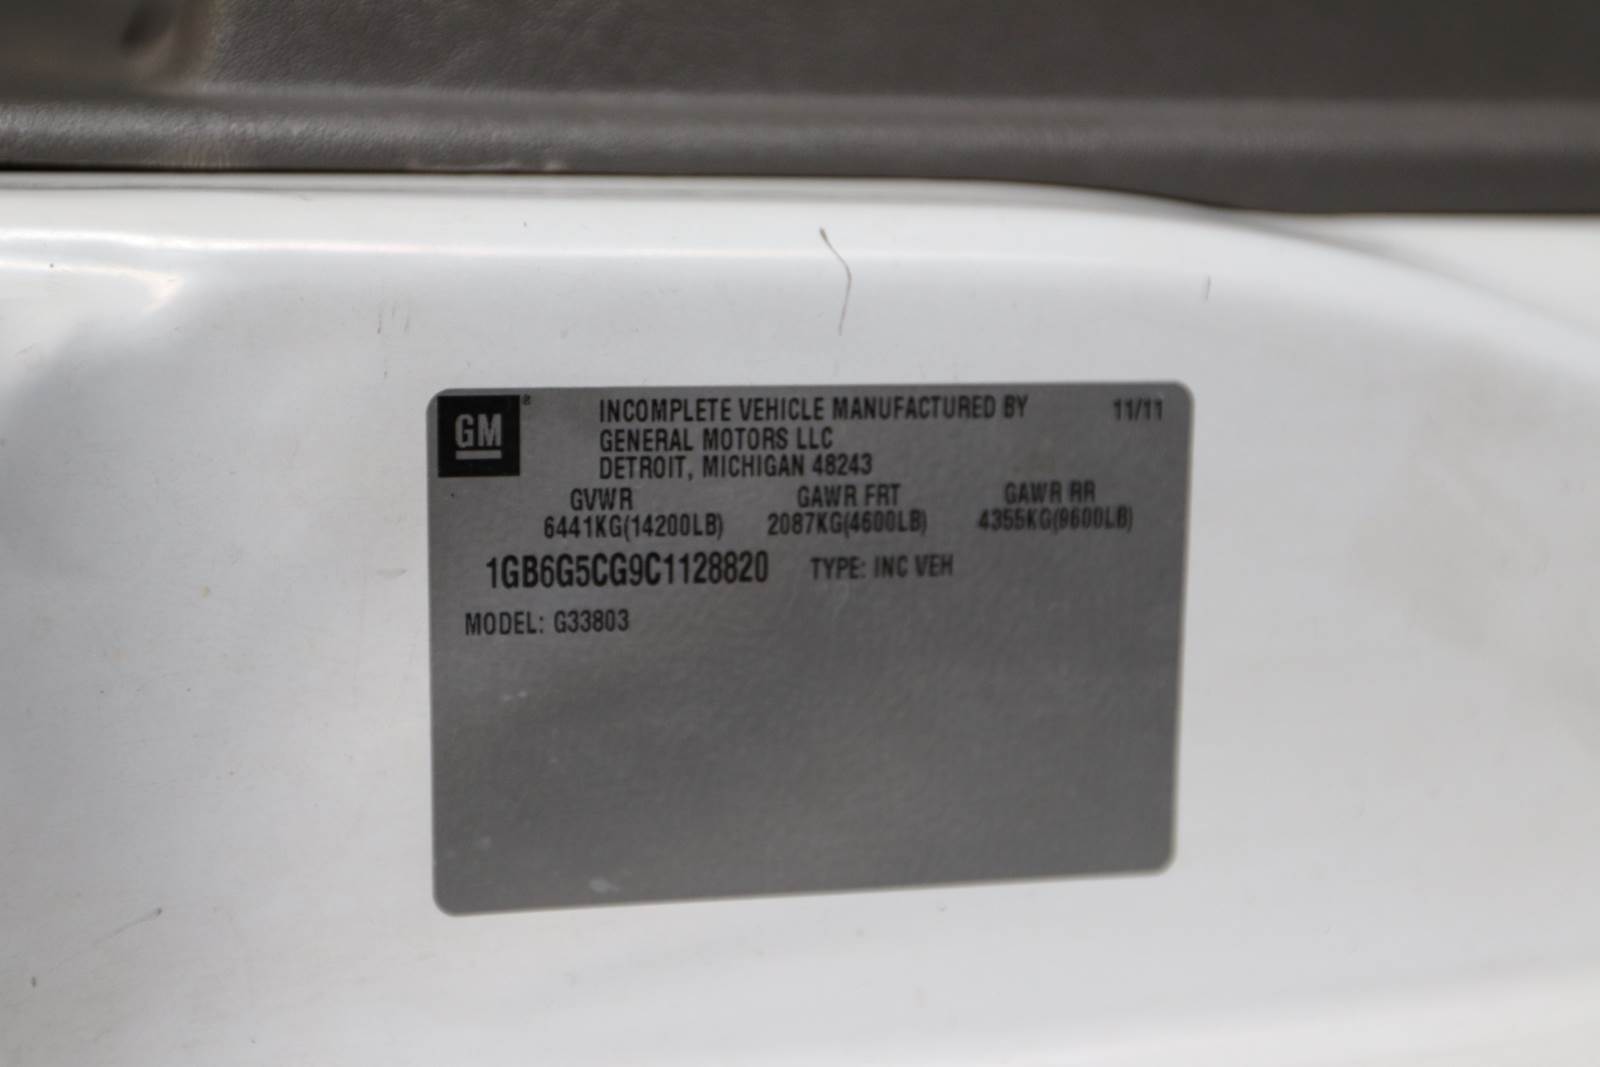 GM®
INCOMPLETE VEHICLE MANUFACTURED BY 11/11
GENERAL MOTORS LLC
DETROIT, MICHIGAN 48243
GVWR GAWR FRT GAWR RR
6441KG(14200LB) 2087KG(4600LB) 4355KG(9600LB)
1GB6G5CG9C1128820 TYPE: INC VEH
MODEL: G33803